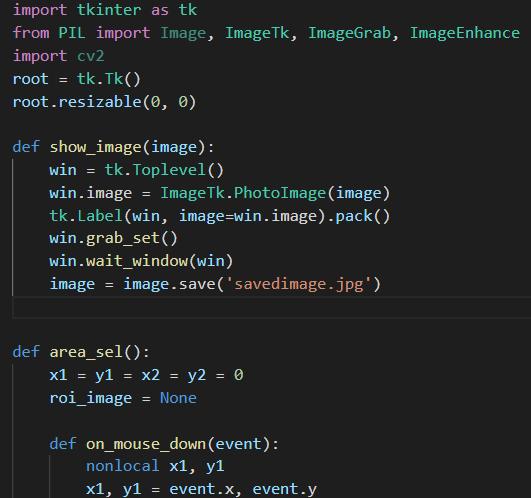 import tkinter as tk
from PIL import Image, ImageTk, ImageGrab, ImageEnhance
import cv2
root = tk.Tk()
root.resizable(0, 0)

def show_image(image):
    win = tk.Toplevel()
    win.image = ImageTk.PhotoImage(image)
    tk.Label(win, image=win.image).pack()
    win.grab_set()
    win.wait_window(win)
    image = image.save('savedimage.jpg')

def area_sel():
    x1 = y1 = x2 = y2 = 0
    roi_image = None

    def on_mouse_down(event):
        nonlocal x1, y1
        x1, y1 = event.x, event.y